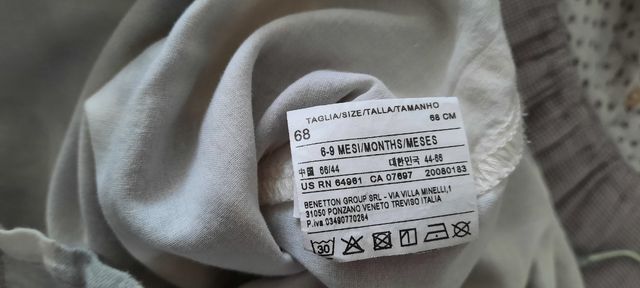 TAGLIA/SIZE/TALLA/TAMANHO
68 68 CM
6-9 MESI/MONTHS/MESES
中國 66/44 대한민국 44-66
US RN 64961 CA 07697 20080183
BENETTON GROUP SRL - VIA VILLA MINELLI,1
31050 PONZANO VENETO TREVISO ITALIA
P.iva 03490770264
30